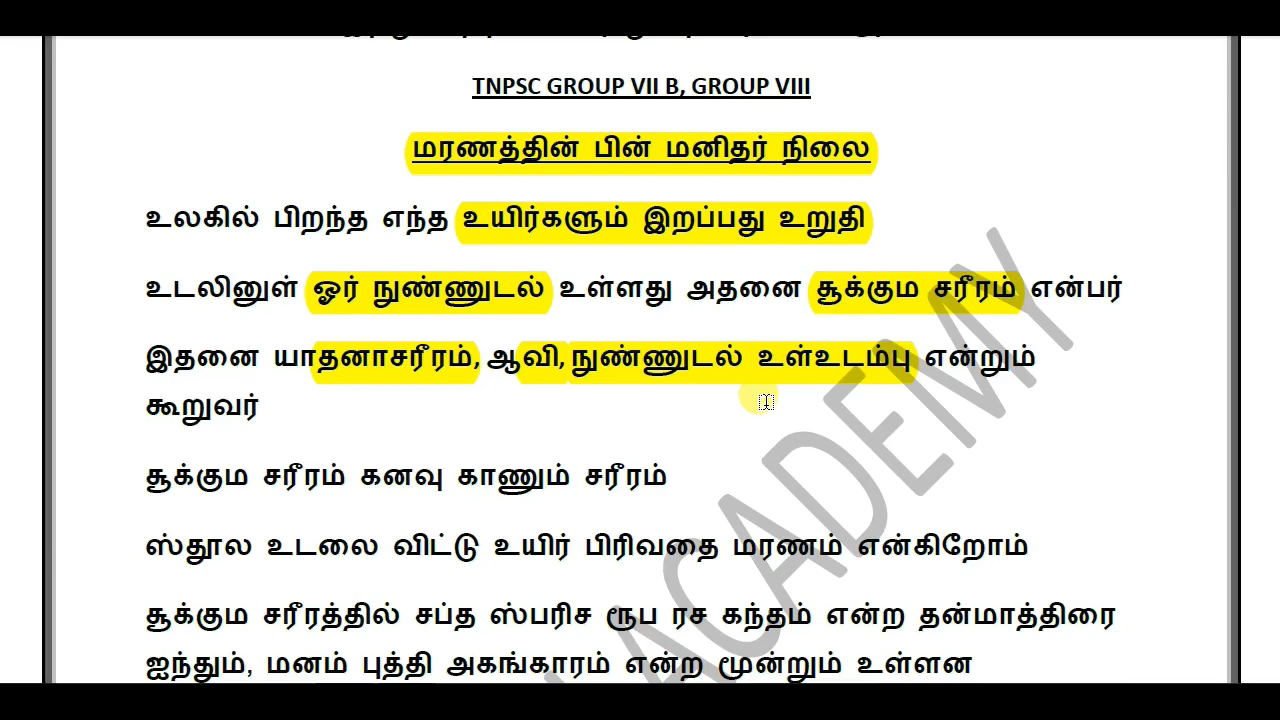 TNPSC GROUP VII B, GROUP VIII
மரணத்தின் பின் மனிதர் நிலை
உலகில் பிறந்த எந்த உயிர்களும் இறப்பது உறுதி
உடலினுள் ஓர் நுண்ணுடல் உள்ளது அதனை சூக்கும சரீரம் என்பர்
இதனை யாதனாசரீரம்,ஆவி,நுண்ணுடல் உள்உடம்பு என்றும்
கூறுவர்
சூக்கும சரீரம் கனவு காணும் சரீரம்
ஸ்தூல உடலை விட்டு உயிர் பிரிவதை மரணம் என்கிறோம்
சூக்கும சரீரத்தில் சப்த ஸ்பரிச ரூப ரச கந்தம் என்ற தன்மாத்திரை
ஐந்தும், மனம் புத்தி அகங்காரம் என்ற மூன்றும் உள்ளன
ACADEMY